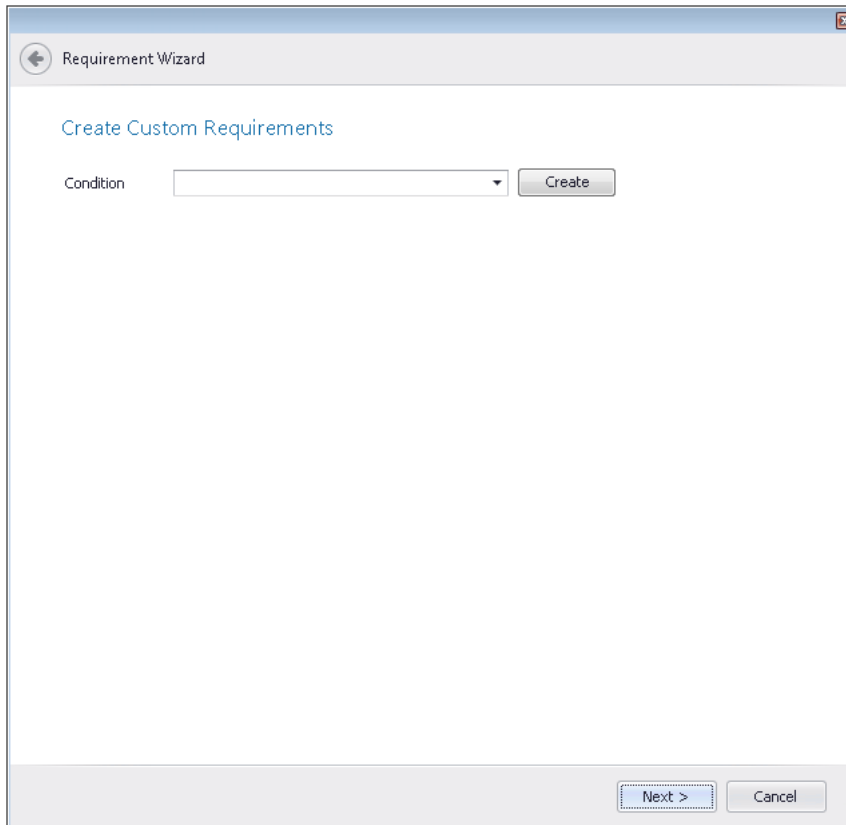 Requirement Wizard
Create Custom Requirements
Condition
Create
Next >
Cancel